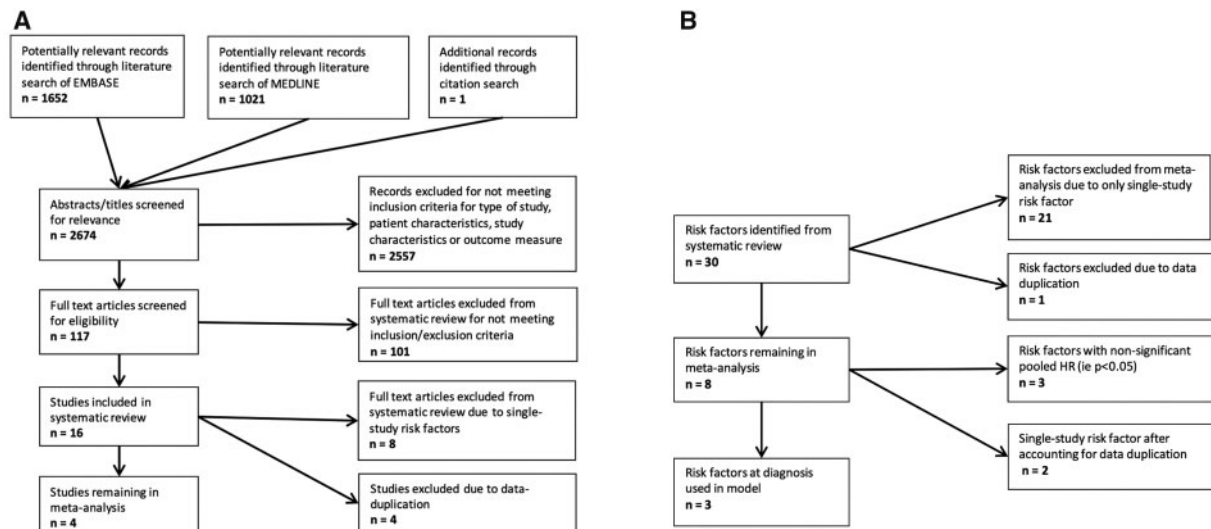 A
Potentially relevant records
identified through literature
search of EMBASE
n = 1652
Potentially relevant records
identified through literature
search of MEDLINE
n = 1021
Additional records
identified through
citation search
n = 1
Abstracts/titles screened
for relevance
n = 2674
Records excluded for not meeting
inclusion criteria for type of study,
patient characteristics, study
characteristics or outcome measure
n = 2557
Full text articles screened
for eligibility
n = 117
Full text articles excluded from
systematic review for not meeting
inclusion/exclusion criteria
n = 101
Studies included in
systematic review
n = 16
Full text articles excluded from
systematic review due to single-
study risk factors
n = 8
Studies remaining in
meta-analysis
n = 4
Studies excluded due to data-
duplication
n = 4
B
Risk factors identified from
systematic review
n = 30
Risk factors excluded from meta-
analysis due to only single-study
risk factor
n = 21
Risk factors excluded due to data
duplication
n = 1
Risk factors remaining in
meta-analysis
n = 8
Risk factors with non-significant
pooled HR (ie p<0.05)
n = 3
Single-study risk factor after
accounting for data duplication
n = 2
Risk factors at diagnosis
used in model
n = 3